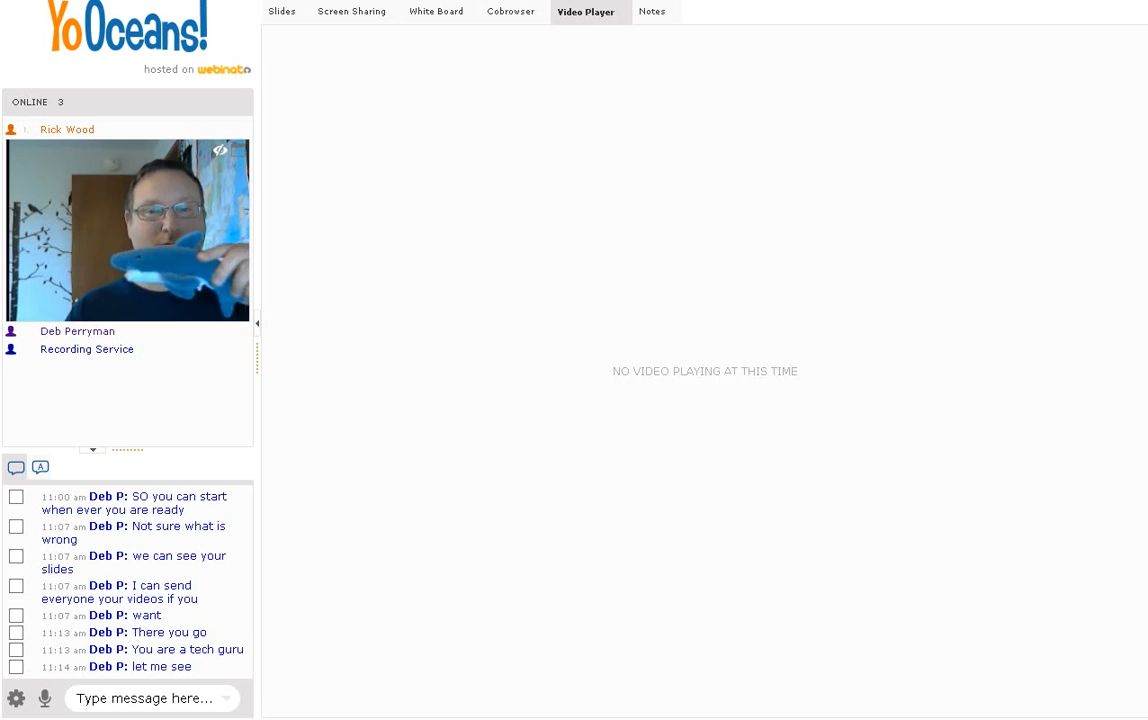 Slides Screen Sharing White Board Cobrowser Video Player Notes
YoOceans!
hosted on webinato
ONLINE 3
Rick Wood
Deb Perryman
Recording Service
NO VIDEO PLAYING AT THIS TIME
A
11:00 am Deb P: SO you can start
when ever you are ready
11:07 am Deb P: Not sure what is
wrong
11:07 am Deb P: we can see your
slides
11:07 am Deb P: I can send
everyone your videos if you
11:07 am Deb P: want
11:13 am Deb P: There you go
11:13 am Deb P: You are a tech guru
11:14 am Deb P: let me see
Type message here...